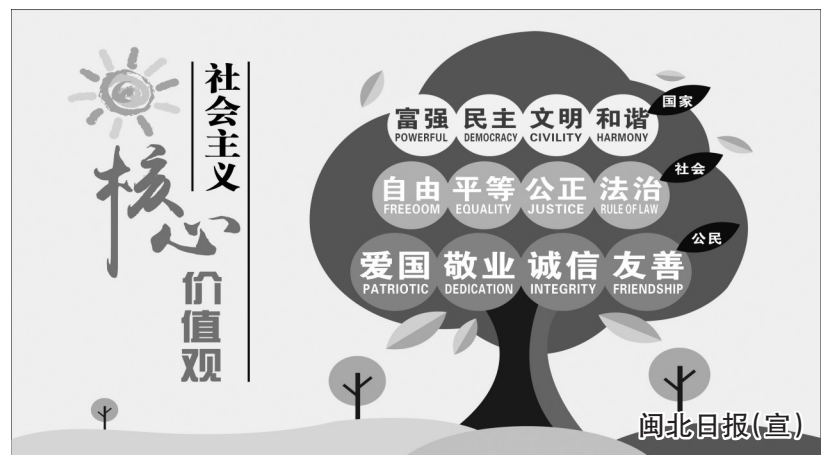 社会主义
核心
价值观
富强 民主 文明 和谐 国家
POWERFUL DEMOCRACY CIVILITY HARMONY
自由 平等 公正 法治 社会
FREEOOM EQUALITY JUSTICE RULE OF LAW
爱国 敬业 诚信 友善 公民
PATRIOTIC DEDICATION INTEGRITY FRIENDSHIP
闽北日报(宣)